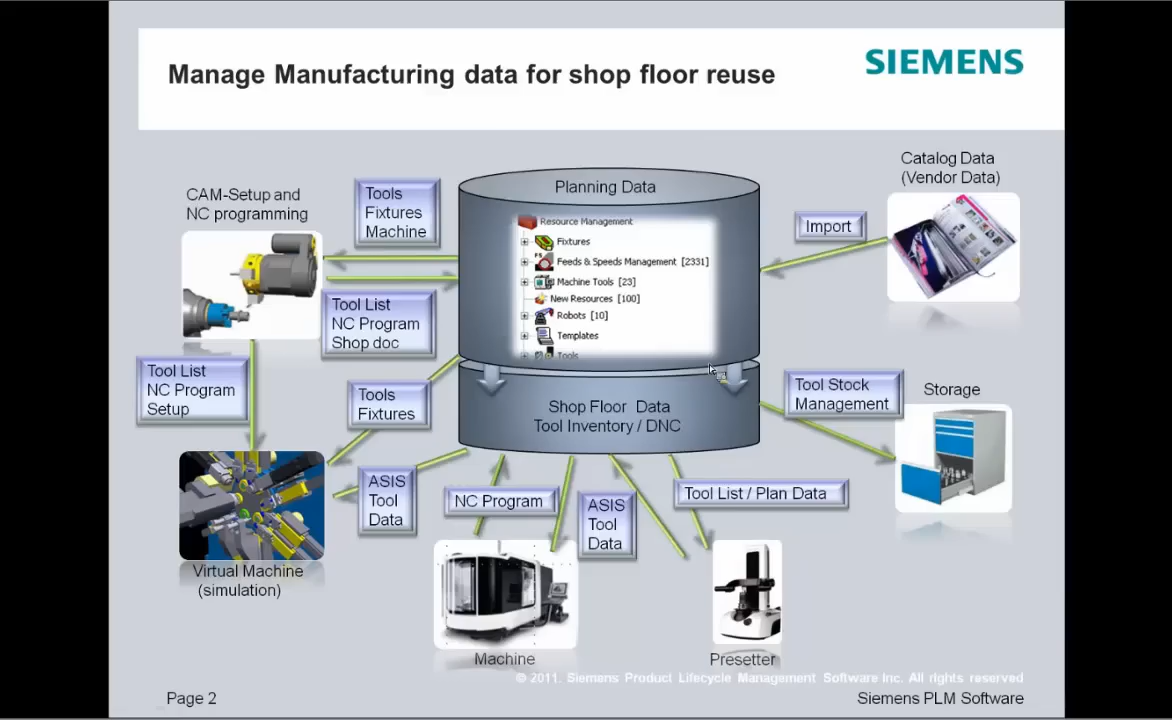 Manage Manufacturing data for shop floor reuse
SIEMENS
Catalog Data
(Vendor Data)
CAM-Setup and
NC programming
Tools
Fixtures
Machine
Planning Data
Import
Resource Management
Fixtures
FS
Feeds & Speeds Management [2331]
Machine Tools [23]
New Resources [100]
Robots [10]
Templates
Tools
Tool List
NC Program
Shop doc
Tool List
NC Program
Setup
Tools
Fixtures
Shop Floor Data
Tool Inventory / DNC
Tool Stock
Management
Storage
ASIS
Tool
Data
NC Program
ASIS
Tool
Data
Tool List / Plan Data
Virtual Machine
(simulation)
Machine
Presetter
© 2011. Siemens Product Lifecycle Management Software Inc. All rights reserved
Page 2
Siemens PLM Software